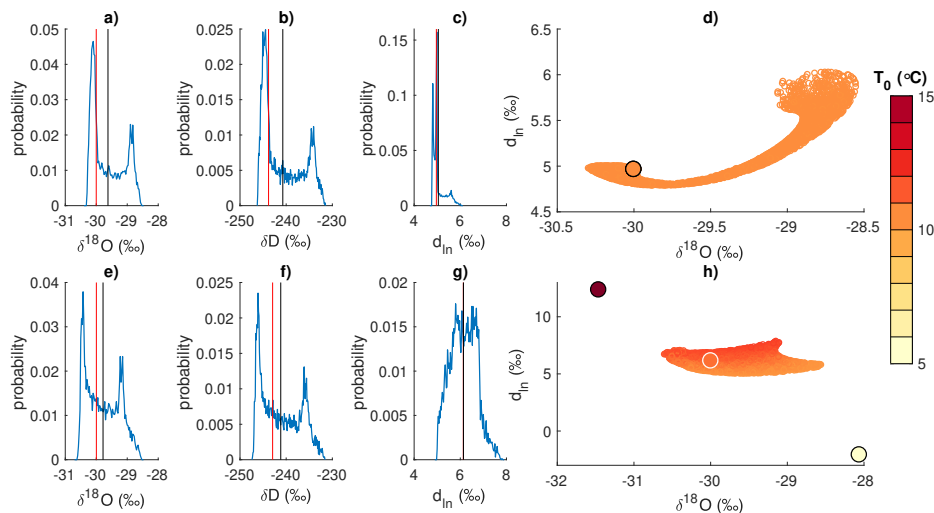 a)
0.05
0.04
0.03
0.02
0.01
0
probability
-31 -30 -29 -28
δ18O (‰)
b)
0.025
0.02
0.015
0.01
0.005
0
probability
-250 -240 -230
δD (‰)
c)
0.15
0.1
0.05
0
probability
4 6 8
dln (‰)
d)
6.5
6
5.5
5
4.5
dln (‰)
-30.5 -30 -29.5 -29 -28.5
δ18O (‰)
T0 (°C)
15
10
5
e)
0.04
0.03
0.02
0.01
0
probability
-31 -30 -29 -28
δ18O (‰)
f)
0.025
0.02
0.015
0.01
0.005
0
probability
-250 -240 -230
δD (‰)
g)
0.02
0.015
0.01
0.005
0
probability
4 6 8
dln (‰)
h)
10
5
0
dln (‰)
-32 -31 -30 -29 -28
δ18O (‰)